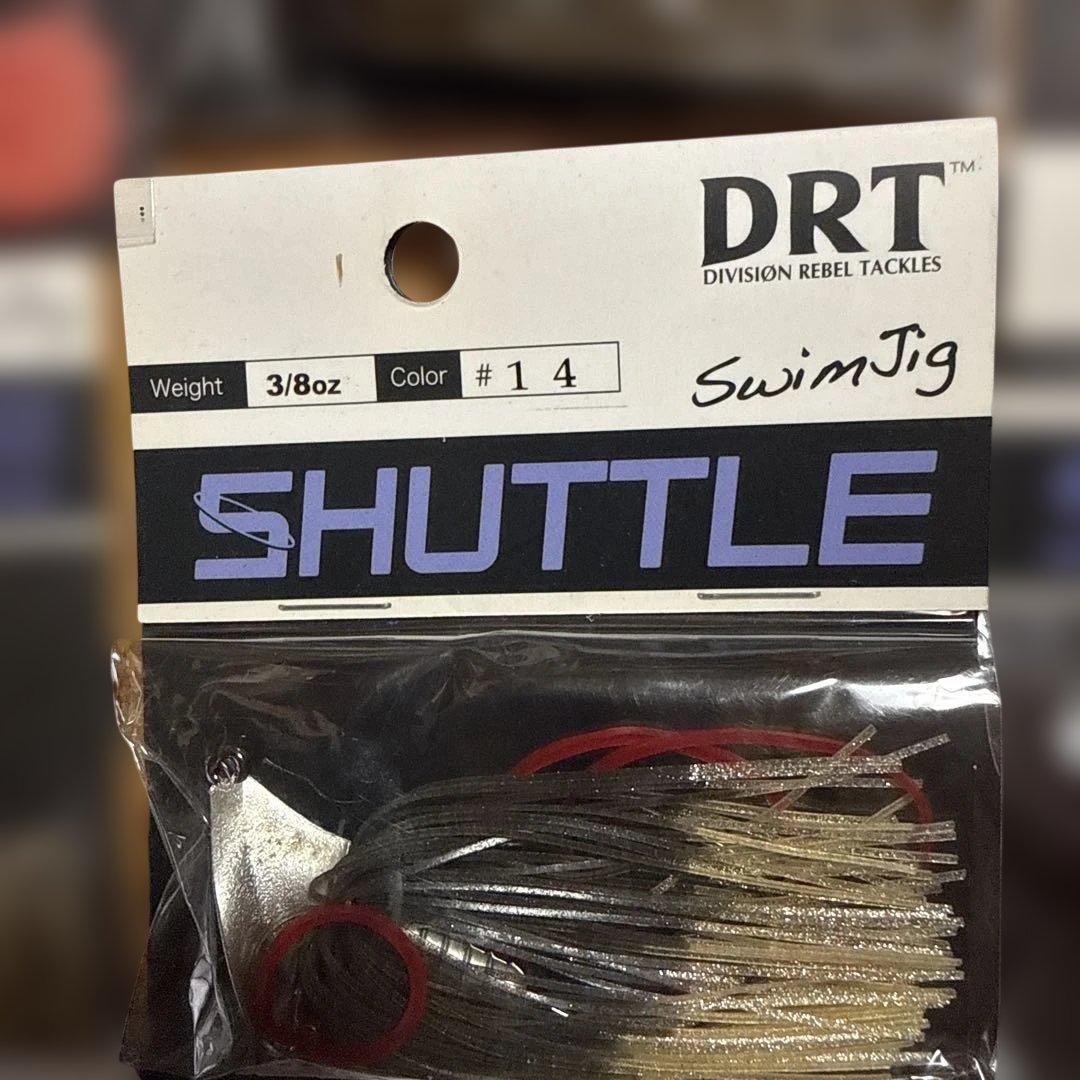 DRT™
DIVISIØN REBEL TACKLES
Weight 3/8oz Color #14
SwimJig
SHUTTLE